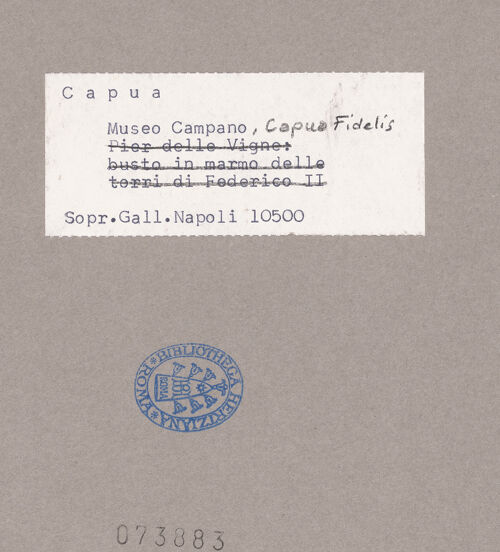 Capua
Museo Campano, Capua Fidelis
Pier delle Vigne:
busto in marmo delle
torri di Federico II
Sopr.Gall.Napoli 10500
*BIBLIOTHECA HERTZIANA*ROMA
ROMA
073883